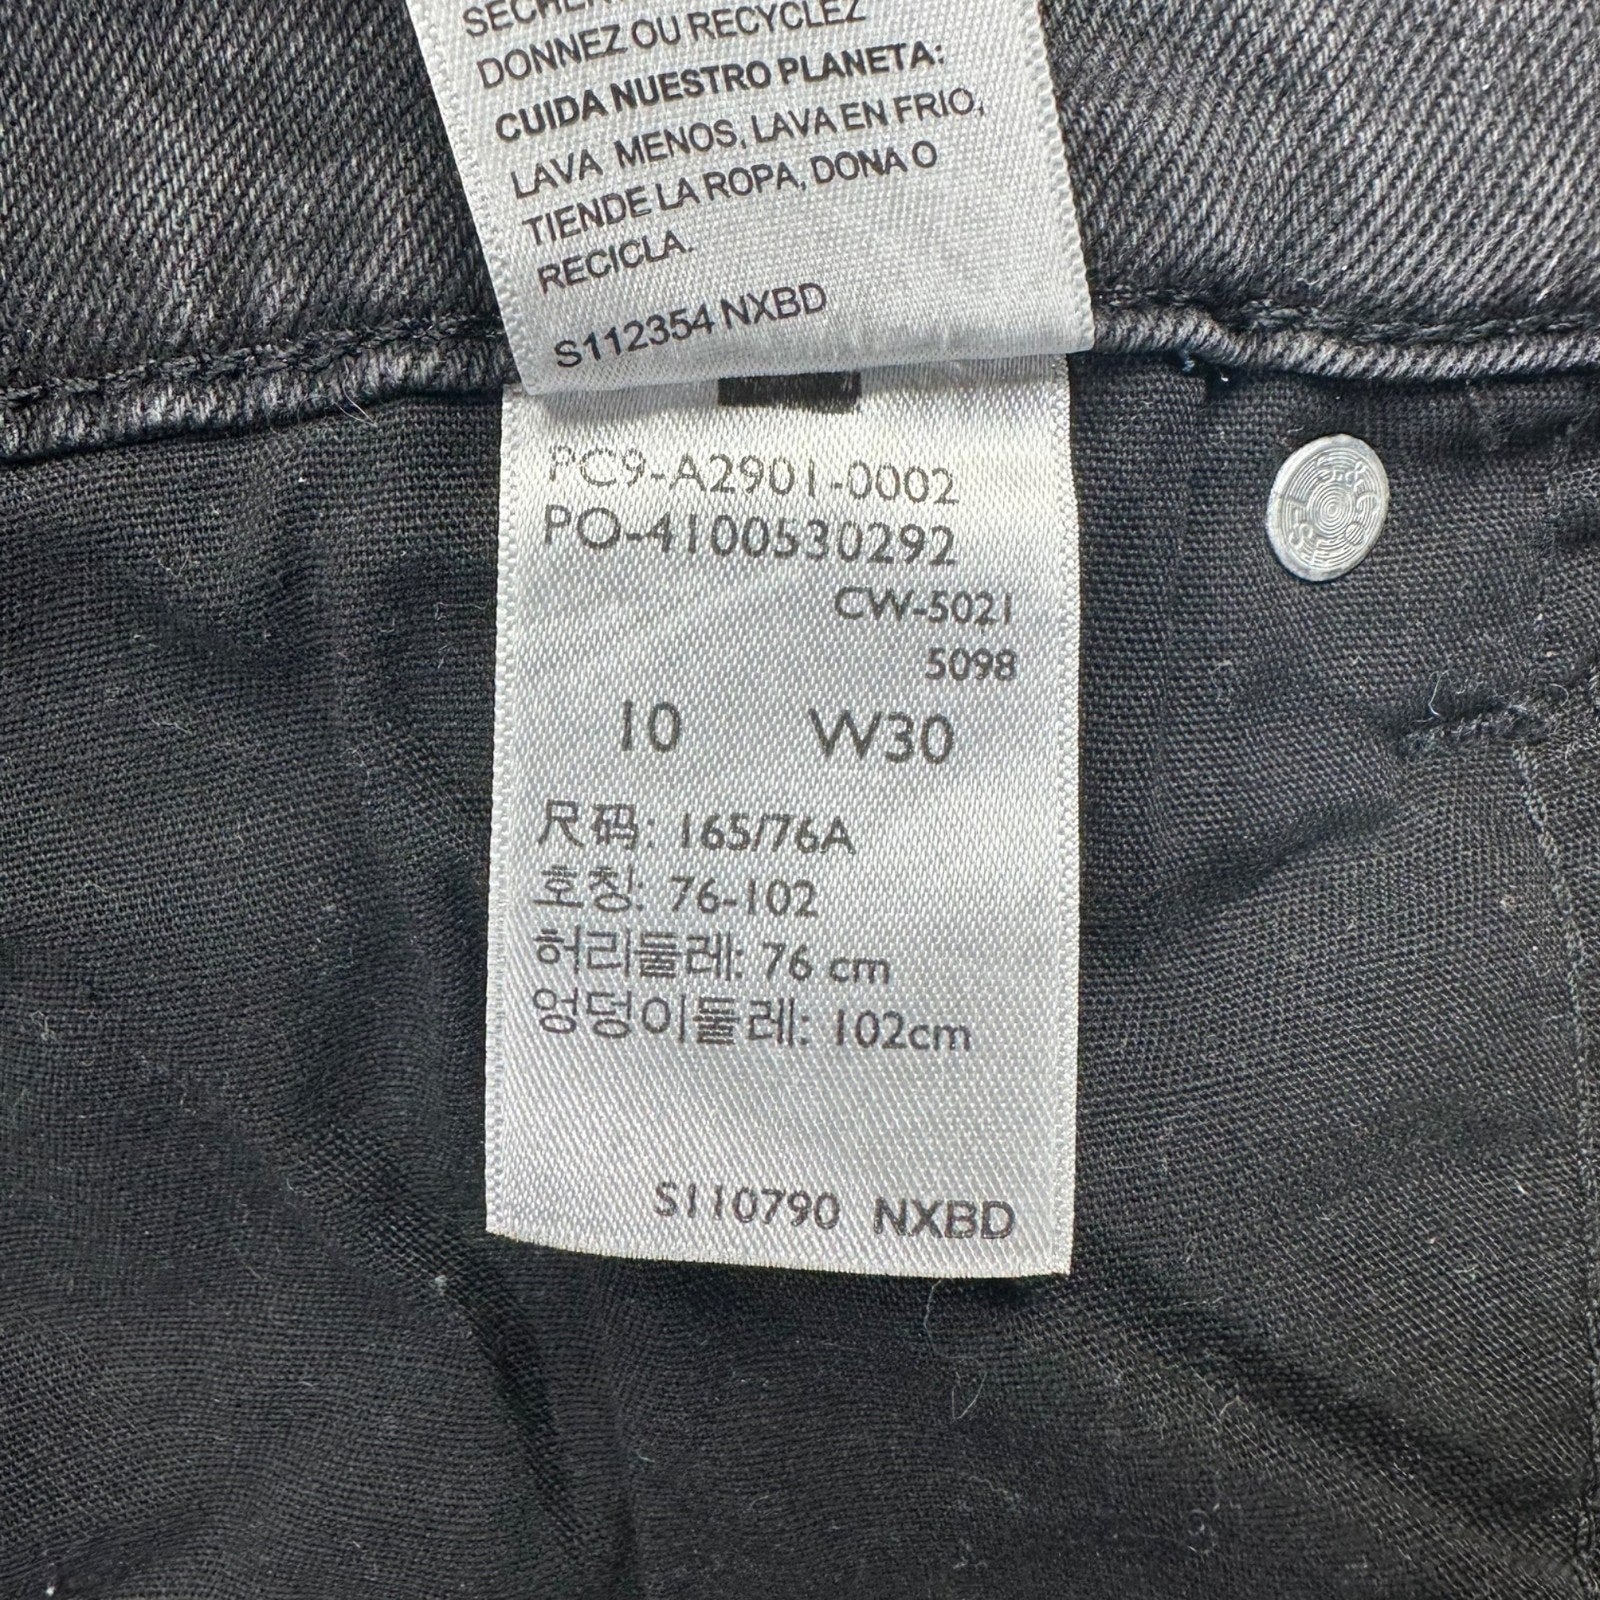 DONNEZ OU RECYCLEZ
CUIDA NUESTRO PLANETA:
LAVA MENOS, LAVA EN FRIO,
TIENDE LA ROPA, DONA O
RECICLA.
S112354 NXBD
PC9-A2901-0002
PO-4100530292
CW-5021
5098
10 W30
尺码: 165/76A
호칭: 76-102
허리둘레: 76 cm
엉덩이둘레: 102cm
S110790 NXBD